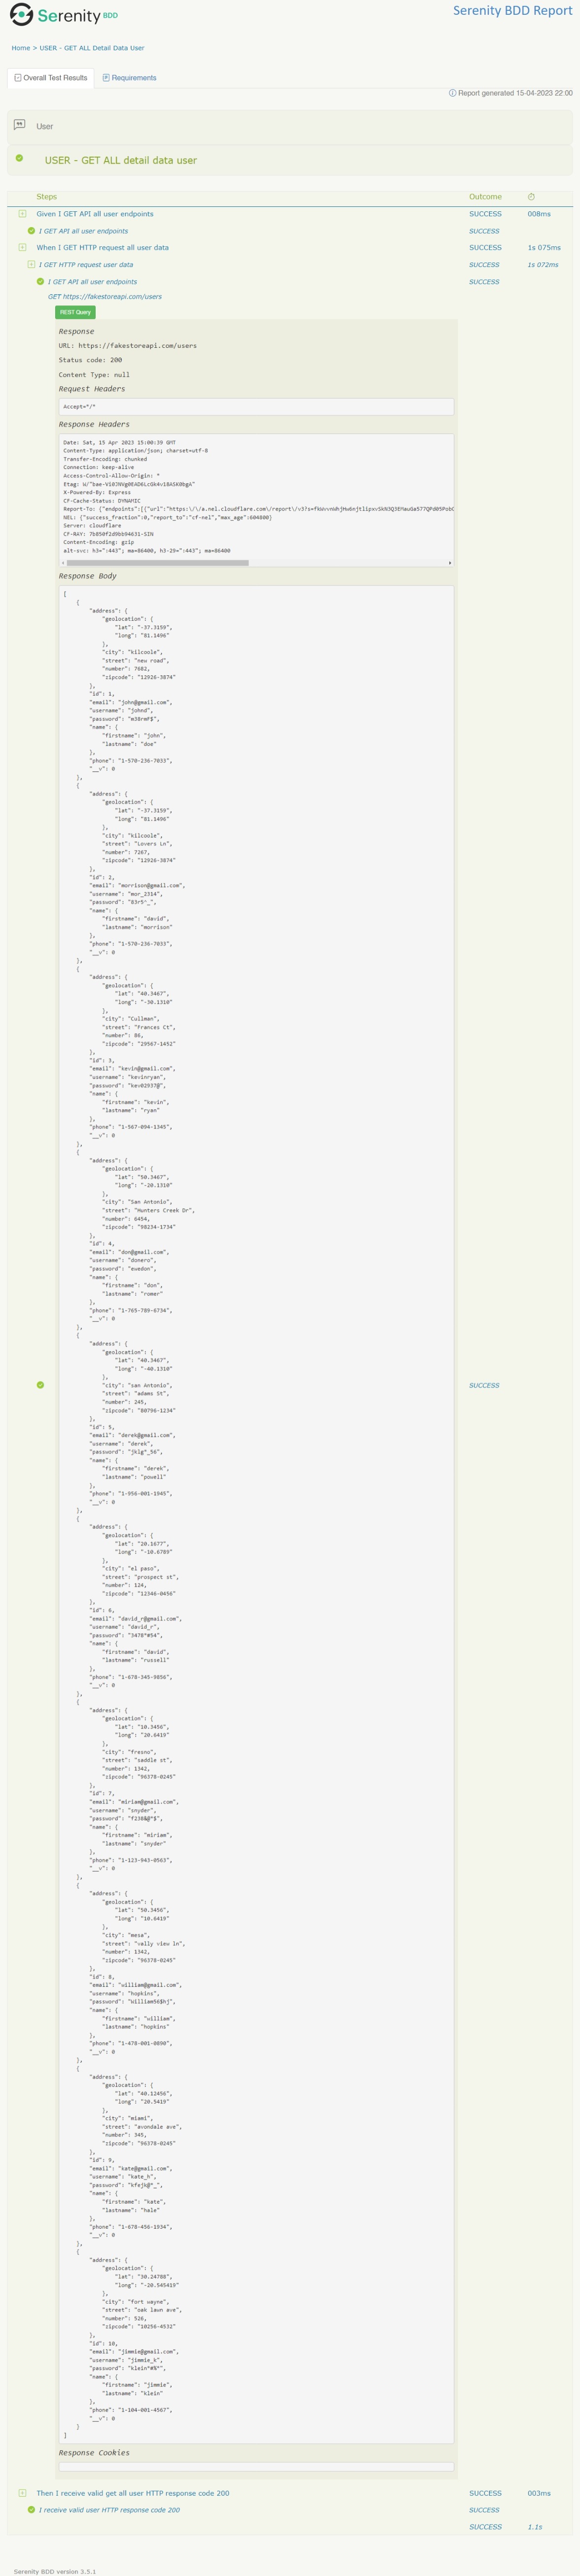 Serenity BDD
Serenity BDD Report
Home > USER - GET ALL Detail Data User
Overall Test Results
Requirements
Report generated 15-04-2023 22:00
User
USER - GET ALL detail data user
Steps Outcome
Given I GET API all user endpoints SUCCESS 008ms
I GET API all user endpoints SUCCESS
When I GET HTTP request all user data SUCCESS 1s 075ms
I GET HTTP request user data SUCCESS 1s 072ms
I GET API all user endpoints SUCCESS
GET https://fakestoreapi.com/users
REST Query
Response
URL: https://fakestoreapi.com/users
Status code: 200
Content Type: null
Request Headers
Accept=*/*
Response Headers
Date: Sat, 15 Apr 2023 15:00:39 GMT
Content-Type: application/json; charset=utf-8
Transfer-Encoding: chunked
Connection: keep-alive
Access-Control-Allow-Origin: *
Etag:
X-Powered-By: Express
CF-Cache-Status: DYNAMIC
Report-To: {"endpoints":[{"url":"https:\/\/a.nel.cloudflare.com\/report\/v3?s=
NEL: {"success_fraction":0,"report_to":"cf-nel","max_age":604800}
Server: cloudflare
CF-RAY: 7b850f2d9bb94631-SIN
Content-Encoding: gzip
alt-svc: h3=":443"; ma=86400, h3-29=":443"; ma=86400
Response Body
[
{
"address": {
"geolocation": {
"lat": "-37.3159",
"long": "81.1496"
},
"city": "kilcoole",
"street": "new road",
"number": 7682,
"zipcode": "12926-3874"
},
"id": 1,
"email": "john@gmail.com",
"username": "johnd",
"password": "m38rmF$",
"name": {
"firstname": "john",
"lastname": "doe"
},
"phone": "1-570-236-7033",
"__v": 0
},
{
"address": {
"geolocation": {
"lat": "-37.3159",
"long": "81.1496"
},
"city": "kilcoole",
"street": "Lovers Ln",
"number": 7267,
"zipcode": "12926-3874"
},
"id": 2,
"email": "morrison@gmail.com",
"username": "mor_2314",
"password": "83r5^_",
"name": {
"firstname": "david",
"lastname": "morrison"
},
"phone": "1-570-236-7033",
"__v": 0
},
{
"address": {
"geolocation": {
"lat": "40.3467",
"long": "-30.1310"
},
"city": "Cullman",
"street": "Frances Ct",
"number": 86,
"zipcode": "29567-1452"
},
"id": 3,
"email": "kevin@gmail.com",
"username": "kevinryan",
"password": "kev02937@",
"name": {
"firstname": "kevin",
"lastname": "ryan"
},
"phone": "1-567-094-1345",
"__v": 0
},
{
"address": {
"geolocation": {
"lat": "50.3467",
"long": "-20.1310"
},
"city": "San Antonio",
"street": "Hunters Creek Dr",
"number": 6454,
"zipcode": "98234-1734"
},
"id": 4,
"email": "don@gmail.com",
"username": "donero",
"password": "ewedon",
"name": {
"firstname": "don",
"lastname": "romer"
},
"phone": "1-765-789-6734",
"__v": 0
},
{
"address": {
"geolocation": {
"lat": "40.3467",
"long": "-40.1310"
},
"city": "san Antonio",
"street": "adams St",
"number": 245,
"zipcode": "80796-1234"
},
"id": 5,
"email": "derek@gmail.com",
"username": "derek",
"password": "jklg*_56",
"name": {
"firstname": "derek",
"lastname": "powell"
},
"phone": "1-956-001-1945",
"__v": 0
},
{
"address": {
"geolocation": {
"lat": "20.1677",
"long": "-10.6789"
},
"city": "el paso",
"street": "prospect st",
"number": 124,
"zipcode": "12346-0456"
},
"id": 6,
"email": "david_r@gmail.com",
"username": "david_r",
"password": "3478*#54",
"name": {
"firstname": "david",
"lastname": "russell"
},
"phone": "1-678-345-9856",
"__v": 0
},
{
"address": {
"geolocation": {
"lat": "10.3456",
"long": "20.6419"
},
"city": "fresno",
"street": "saddle st",
"number": 1342,
"zipcode": "96378-0245"
},
"id": 7,
"email": "miriam@gmail.com",
"username": "snyder",
"password": "f238&@*$",
"name": {
"firstname": "miriam",
"lastname": "snyder"
},
"phone": "1-123-943-0563",
"__v": 0
},
{
"address": {
"geolocation": {
"lat": "50.3456",
"long": "10.6419"
},
"city": "mesa",
"street": "vally view ln",
"number": 1342,
"zipcode": "96378-0245"
},
"id": 8,
"email": "william@gmail.com",
"username": "hopkins",
"password": "William56$hj",
"name": {
"firstname": "william",
"lastname": "hopkins"
},
"phone": "1-478-001-0890",
"__v": 0
},
{
"address": {
"geolocation": {
"lat": "40.12456",
"long": "20.5419"
},
"city": "miami",
"street": "avondale ave",
"number": 345,
"zipcode": "96378-0245"
},
"id": 9,
"email": "kate@gmail.com",
"username": "kate_h",
"password": "kfejk@*_",
"name": {
"firstname": "kate",
"lastname": "hale"
},
"phone": "1-678-456-1934",
"__v": 0
},
{
"address": {
"geolocation": {
"lat": "30.24788",
"long": "-20.545419"
},
"city": "fort wayne",
"street": "oak lawn ave",
"number": 526,
"zipcode": "10256-4532"
},
"id": 10,
"email": "jimmie@gmail.com",
"username": "jimmie_k",
"password": "klein*#%*",
"name": {
"firstname": "jimmie",
"lastname": "klein"
},
"phone": "1-104-001-4567",
"__v": 0
}
]
SUCCESS
Response Cookies
Then I receive valid get all user HTTP response code 200 SUCCESS 003ms
I receive valid user HTTP response code 200 SUCCESS
SUCCESS 1.1s
Serenity BDD version 3.5.1